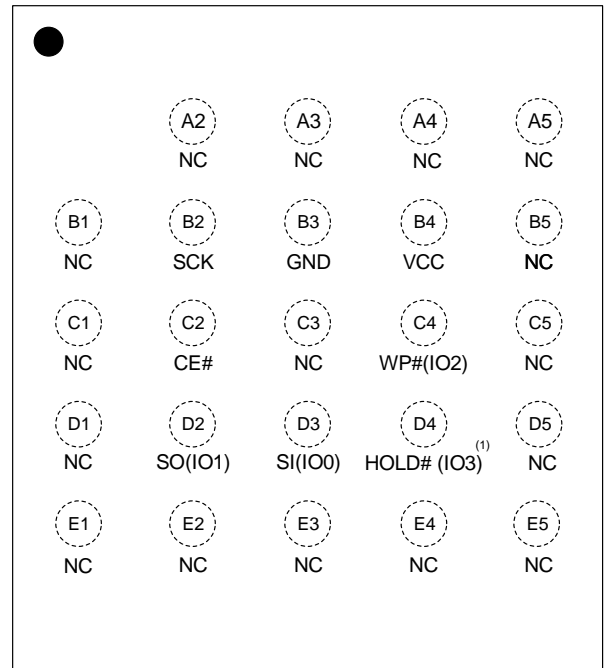 A2 A3 A4 A5
NC NC NC NC
B1 B2 B3 B4 B5
NC SCK GND VCC NC
C1 C2 C3 C4 C5
NC CE# NC WP#(IO2) NC
D1 D2 D3 D4 D5
NC SO(IO1) SI(IO0) HOLD# (IO3)(1) NC
E1 E2 E3 E4 E5
NC NC NC NC NC